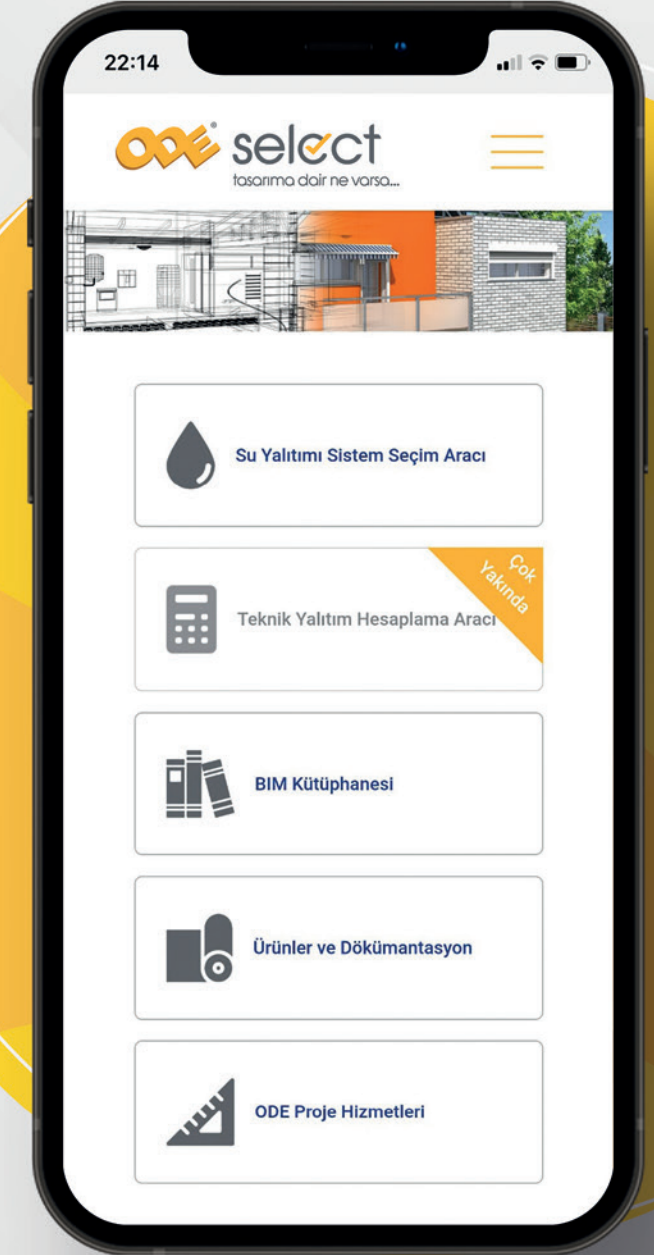 22:14
ODE® select
tasarıma dair ne varsa...
Su Yalıtımı Sistem Seçim Aracı
Çok
Yakında
Teknik Yalıtım Hesaplama Aracı
BIM Kütüphanesi
Ürünler ve Dökümantasyon
ODE Proje Hizmetleri